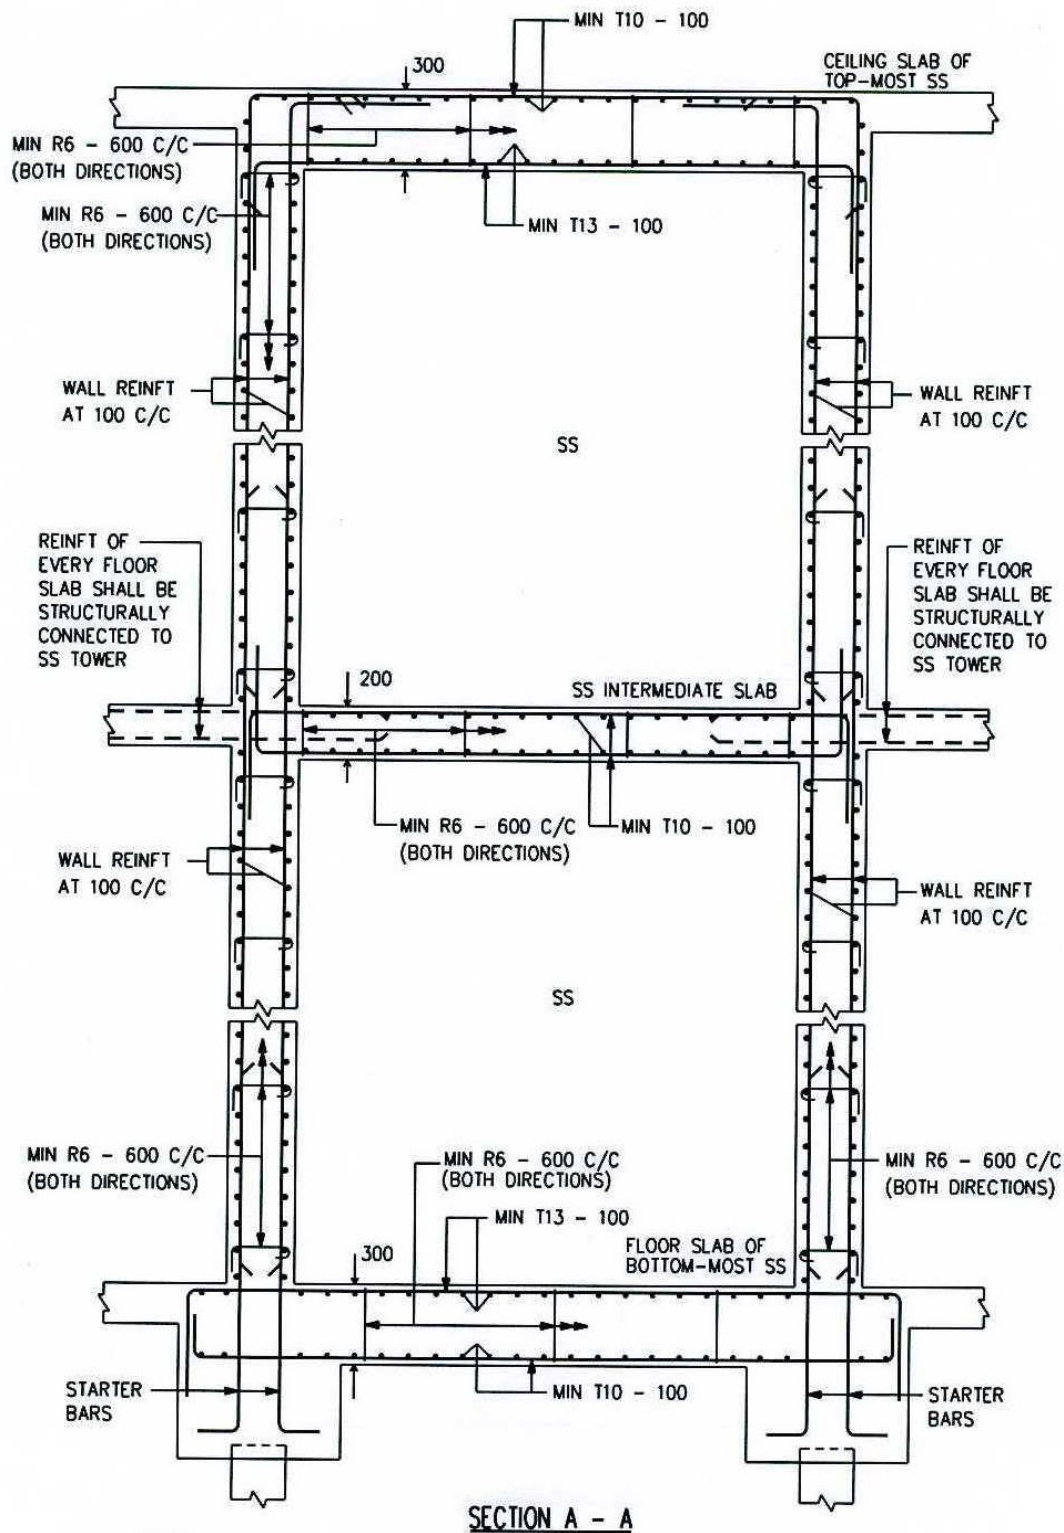 MIN T10 - 100
300
CEILING SLAB OF
TOP-MOST SS
MIN R6 - 600 C/C
(BOTH DIRECTIONS)
MIN R6 - 600 C/C
(BOTH DIRECTIONS)
MIN T13 - 100
WALL REINFT
AT 100 C/C
WALL REINFT
AT 100 C/C
SS
REINFT OF
EVERY FLOOR
SLAB SHALL BE
STRUCTURALLY
CONNECTED TO
SS TOWER
REINFT OF
EVERY FLOOR
SLAB SHALL BE
STRUCTURALLY
CONNECTED TO
SS TOWER
200
SS INTERMEDIATE SLAB
MIN R6 - 600 C/C
(BOTH DIRECTIONS)
MIN T10 - 100
WALL REINFT
AT 100 C/C
WALL REINFT
AT 100 C/C
SS
MIN R6 - 600 C/C
(BOTH DIRECTIONS)
MIN R6 - 600 C/C
(BOTH DIRECTIONS)
MIN R6 - 600 C/C
(BOTH DIRECTIONS)
MIN T13 - 100
300
FLOOR SLAB OF
BOTTOM-MOST SS
MIN T10 - 100
STARTER
BARS
STARTER
BARS
SECTION A - A